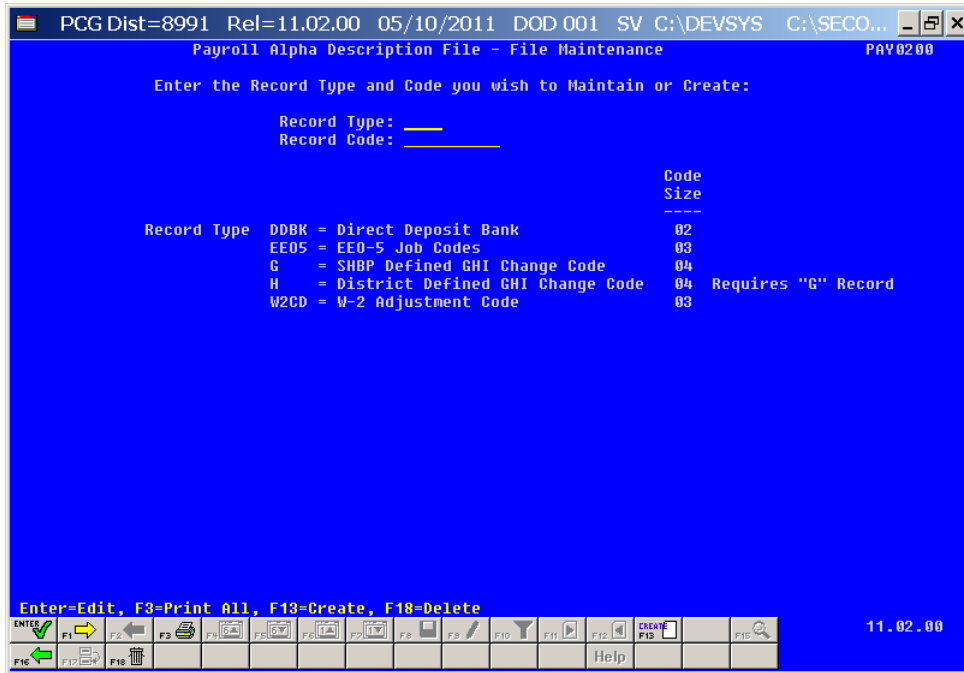 PCG Dist=8991 Rel=11.02.00 05/10/2011 DOD 001 SV C:\DEVSYS C:\SECO...
Payroll Alpha Description File - File Maintenance PAY0200
Enter the Record Type and Code you wish to Maintain or Create:
Record Type: ____
Record Code: __________
Code
Size
----
Record Type DDBK = Direct Deposit Bank 02
EEO5 = EEO-5 Job Codes 03
G = SHBP Defined GHI Change Code 04
H = District Defined GHI Change Code 04 Requires "G" Record
W2CD = W-2 Adjustment Code 03
Enter=Edit, F3=Print All, F13=Create, F18=Delete
ENTER F1 F2 F3 F4 F5 F6 F7 F8 F9 F10 F11 F12 CREATE F13 F15 11.02.00
F16 F17 F18 Help